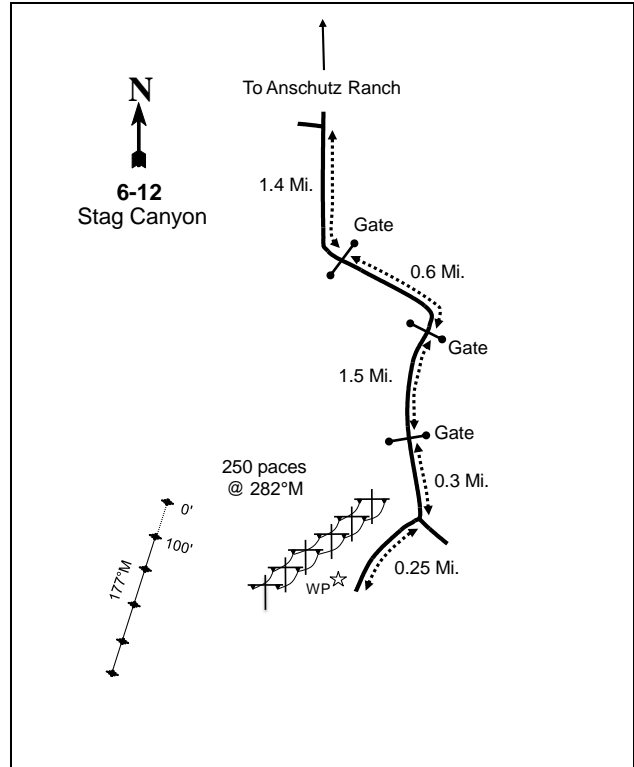 To Anschutz Ranch
N
6-12
Stag Canyon
1.4 Mi.
Gate
0.6 Mi.
Gate
1.5 Mi.
Gate
250 paces
@ 282°M
0.3 Mi.
0'
100'
177°M
WP
0.25 Mi.